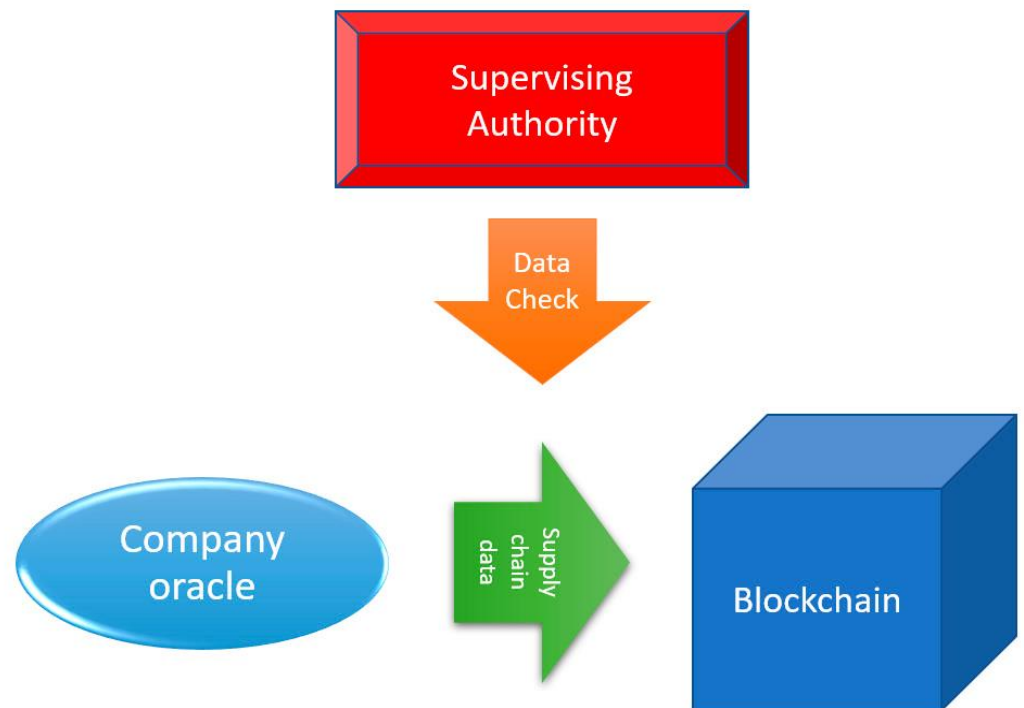 Supervising
Authority
Data
Check
Company
oracle
Supply
chain
data
Blockchain